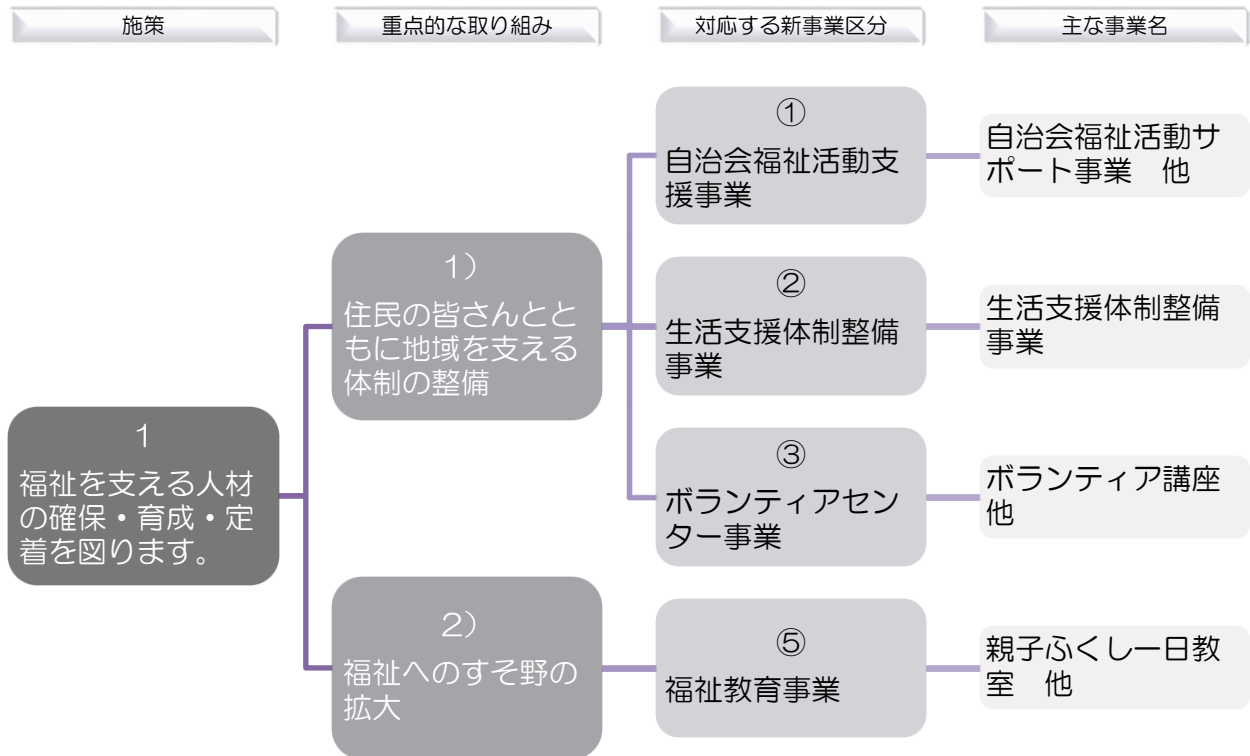 施策
重点的な取り組み
対応する新事業区分
主な事業名
1
福祉を支える人材
の確保・育成・定
着を図ります。
1）
住民の皆さんとと
もに地域を支える
体制の整備
①
自治会福祉活動支
援事業
自治会福祉活動サ
ポート事業　他
②
生活支援体制整備
事業
生活支援体制整備
事業
③
ボランティアセン
ター事業
ボランティア講座
他
2）
福祉へのすそ野の
拡大
⑤
福祉教育事業
親子ふくし一日教
室　他